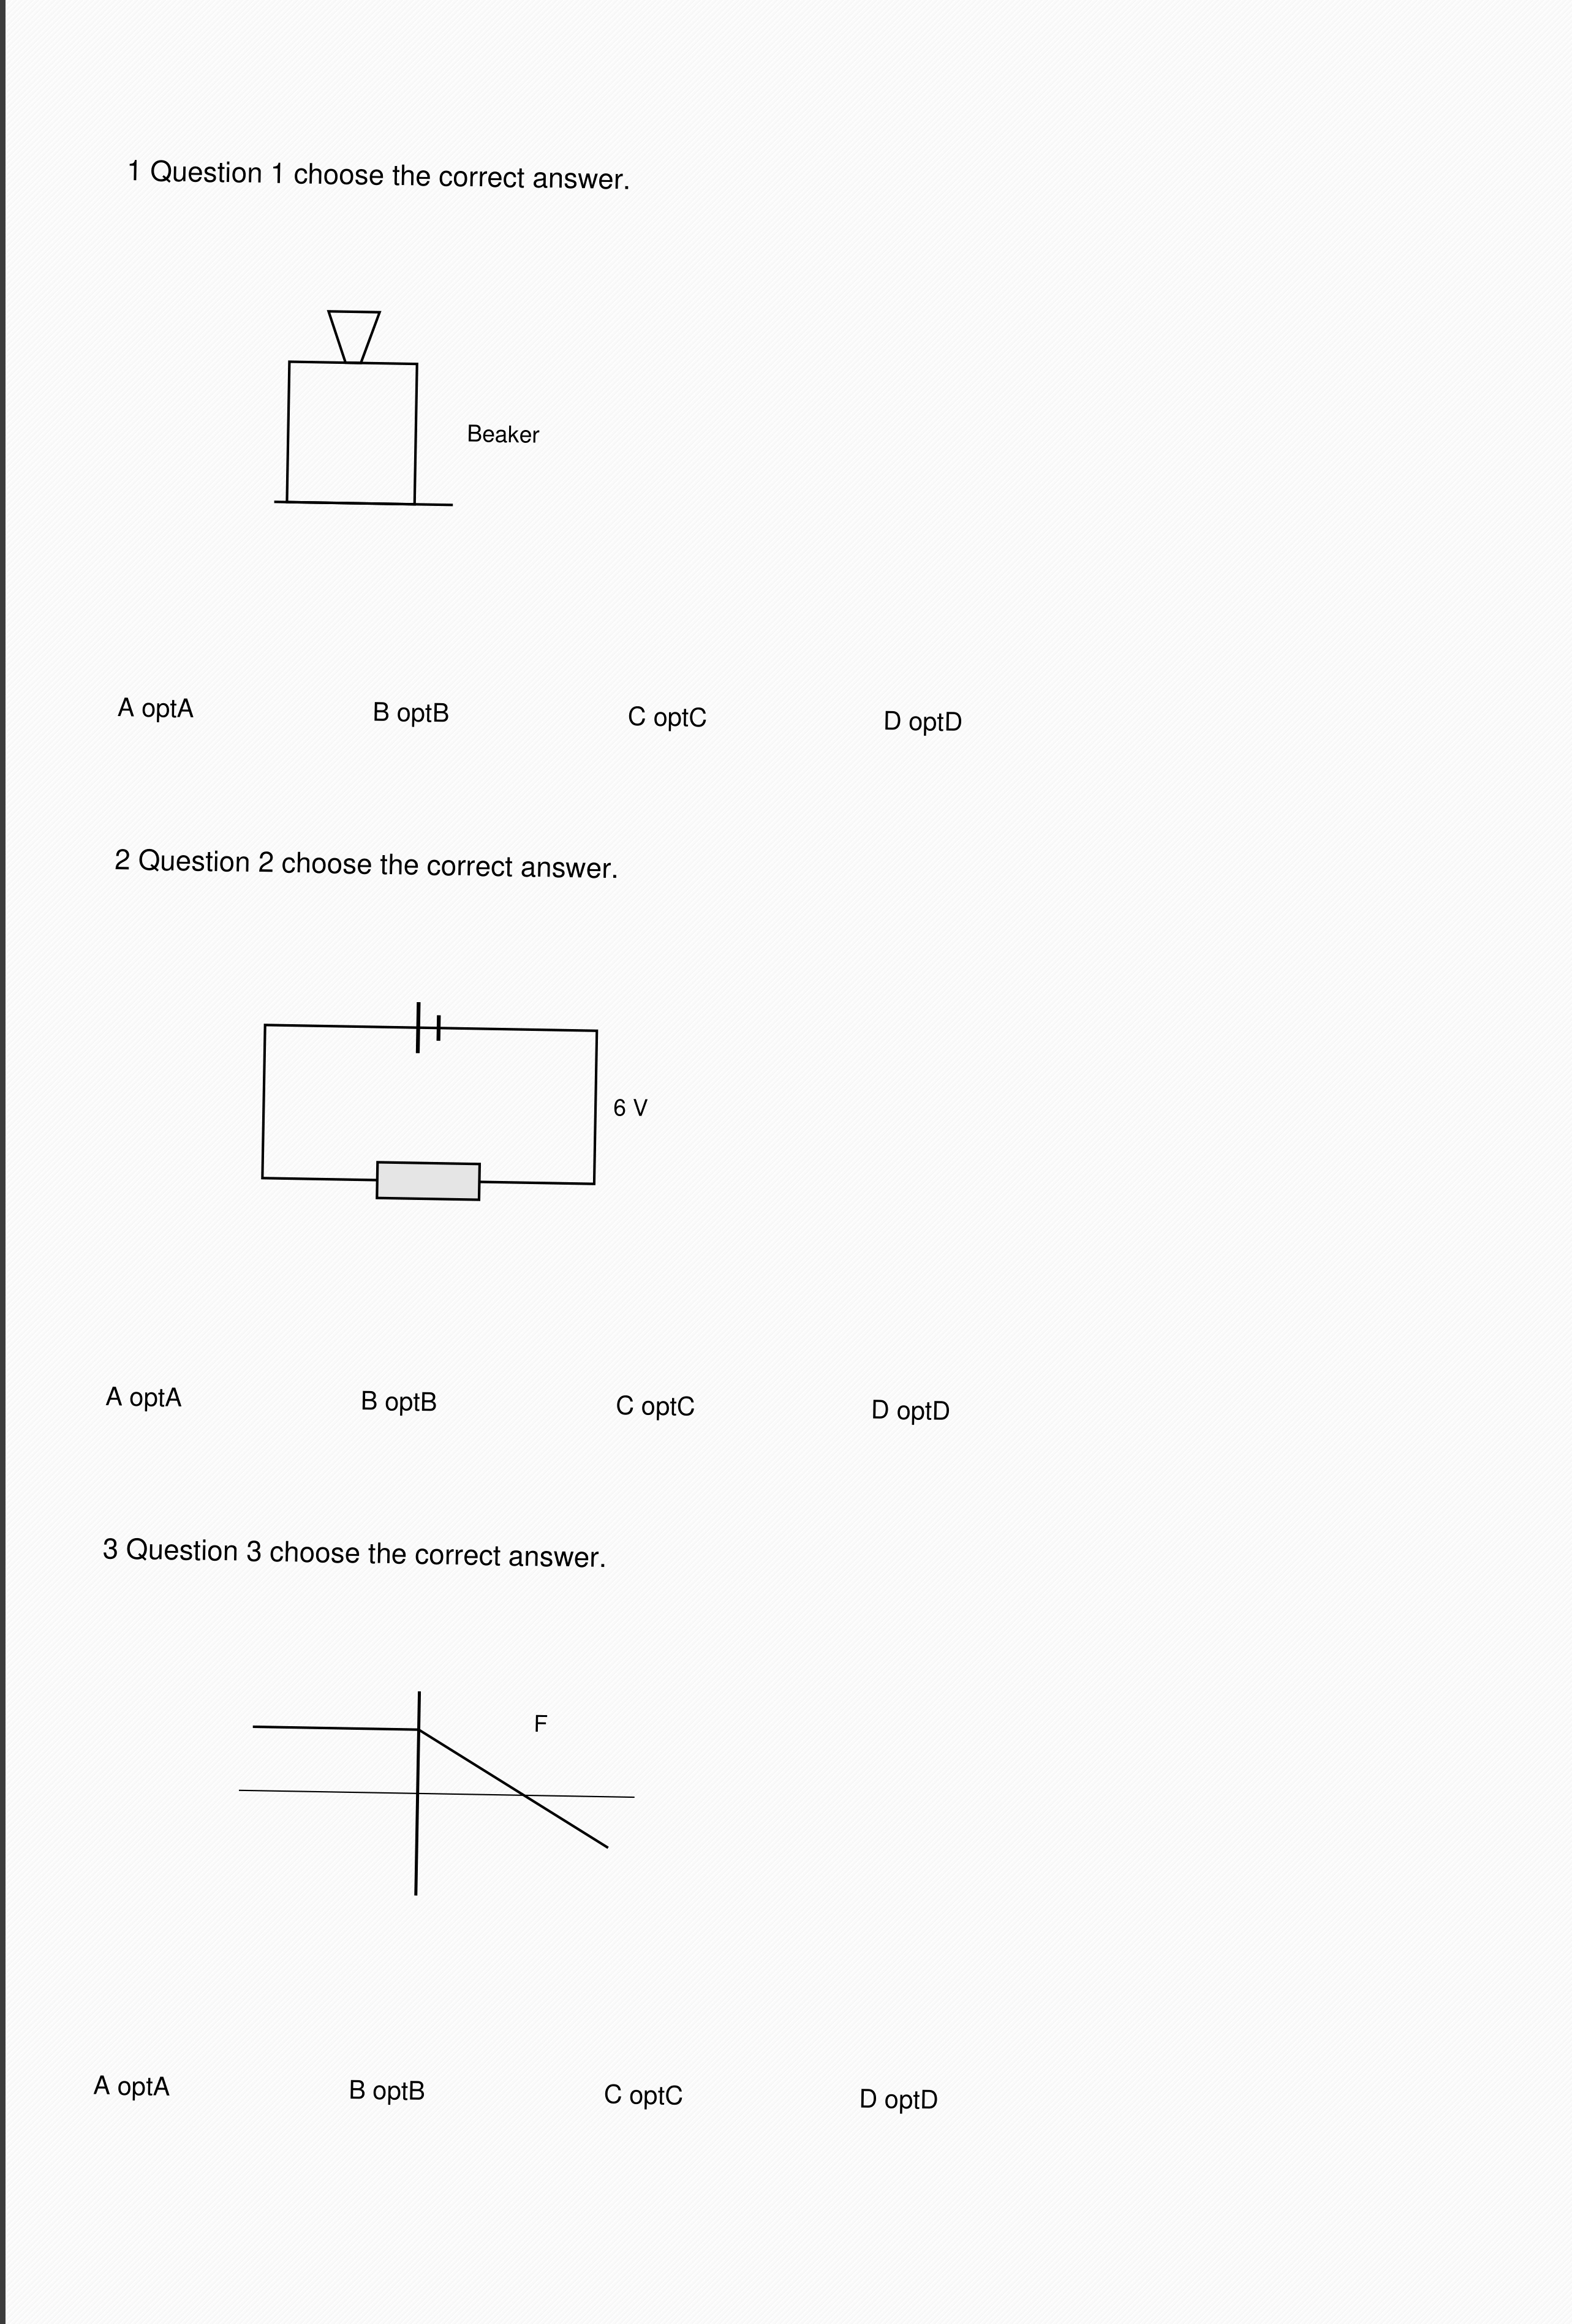 1 Question 1 choose the correct answer.
Beaker
A optA B optB C optC D optD
2 Question 2 choose the correct answer.
6 V
A optA B optB C optC D optD
3 Question 3 choose the correct answer.
F
A optA B optB C optC D optD